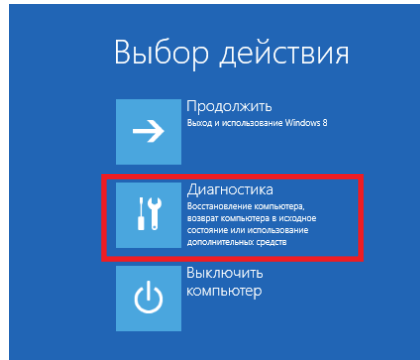 Выбор действия
Продолжить
Выход и использование Windows 8
Диагностика
Восстановление компьютера,
возврат компьютера в исходное
состояние или использование
дополнительных средств
Выключить
компьютер